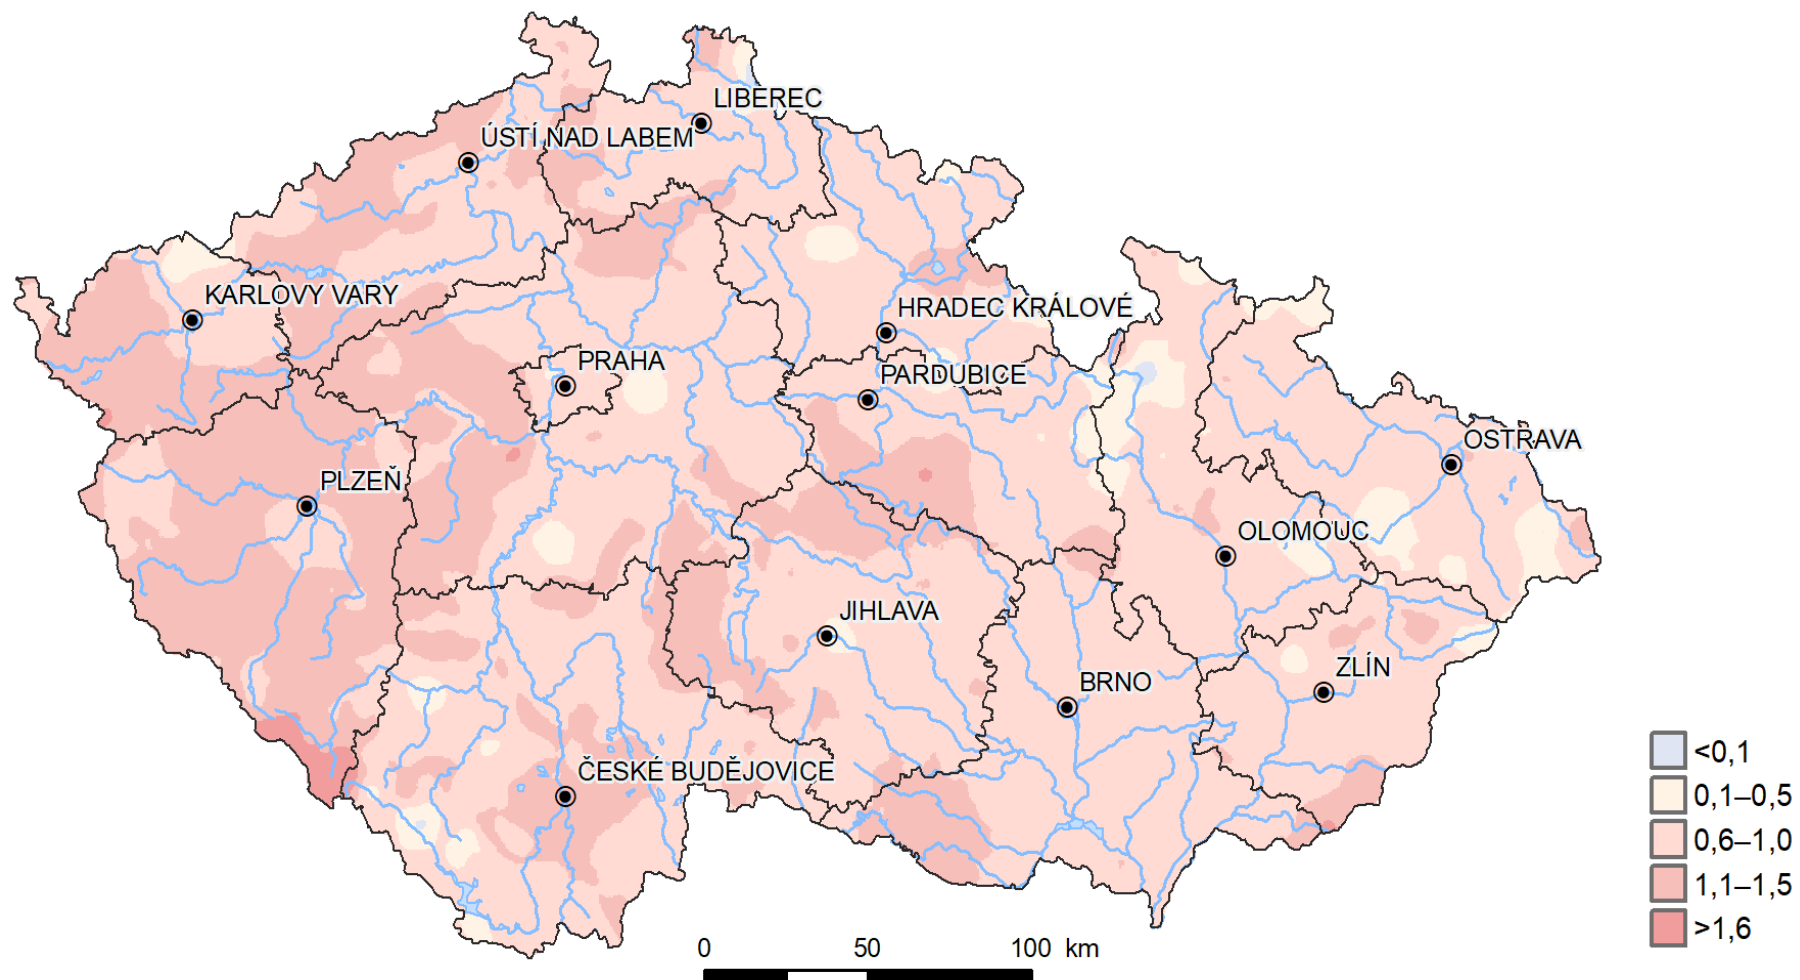 LIBEREC
ÚSTÍ NAD LABEM
KARLOVY VARY
HRADEC KRÁLOVÉ
PRAHA
PARDUBICE
OSTRAVA
PLZEŇ
OLOMOUC
JIHLAVA
ZLÍN
BRNO
ČESKÉ BUDĚJOVICE
<0,1
0,1–0,5
0,6–1,0
1,1–1,5
>1,6
0 50 100 km